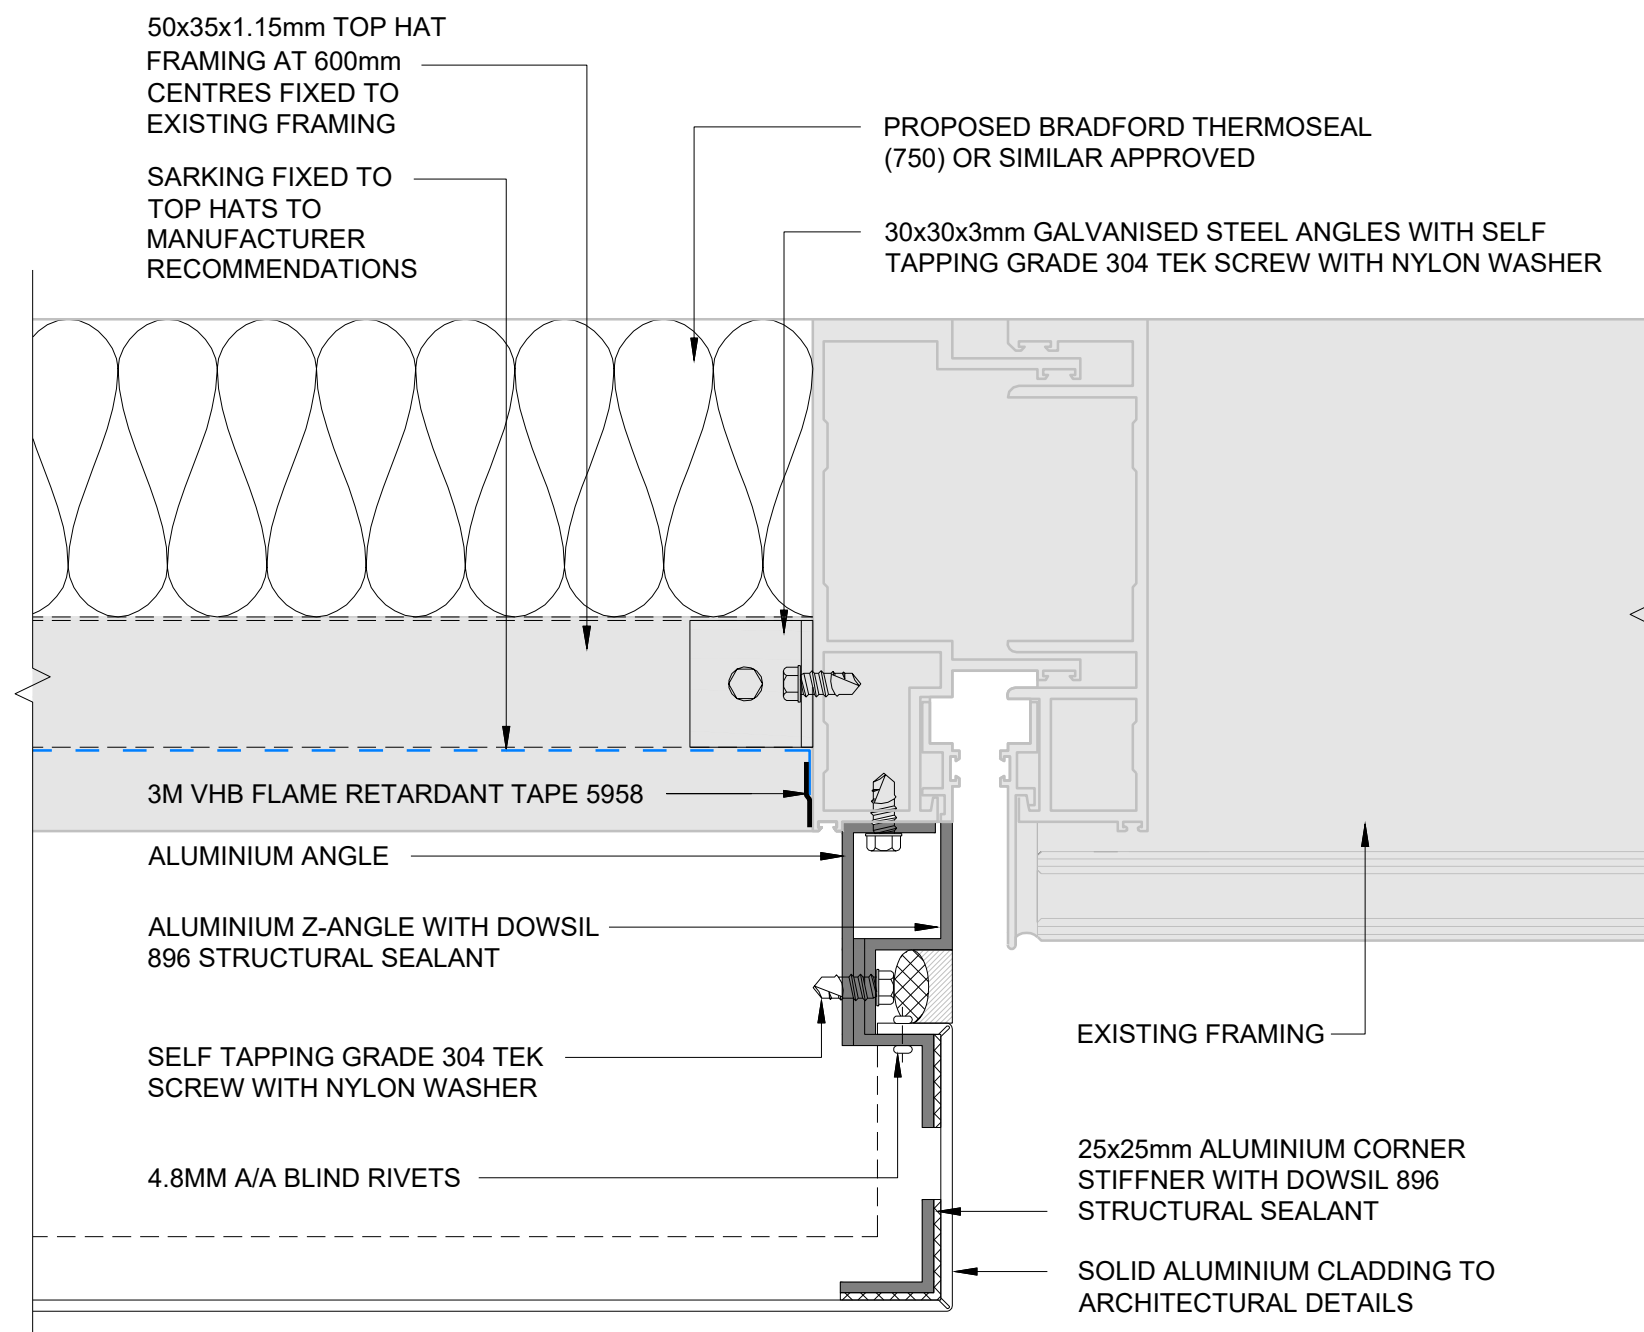 50x35x1.15mm TOP HAT
FRAMING AT 600mm
CENTRES FIXED TO
EXISTING FRAMING
PROPOSED BRADFORD THERMOSEAL
(750) OR SIMILAR APPROVED
SARKING FIXED TO
TOP HATS TO
MANUFACTURER
RECOMMENDATIONS
30x30x3mm GALVANISED STEEL ANGLES WITH SELF
TAPPING GRADE 304 TEK SCREW WITH NYLON WASHER
3M VHB FLAME RETARDANT TAPE 5958
ALUMINIUM ANGLE
ALUMINIUM Z-ANGLE WITH DOWSIL
896 STRUCTURAL SEALANT
EXISTING FRAMING
SELF TAPPING GRADE 304 TEK
SCREW WITH NYLON WASHER
4.8MM A/A BLIND RIVETS
25x25mm ALUMINIUM CORNER
STIFFNER WITH DOWSIL 896
STRUCTURAL SEALANT
SOLID ALUMINIUM CLADDING TO
ARCHITECTURAL DETAILS